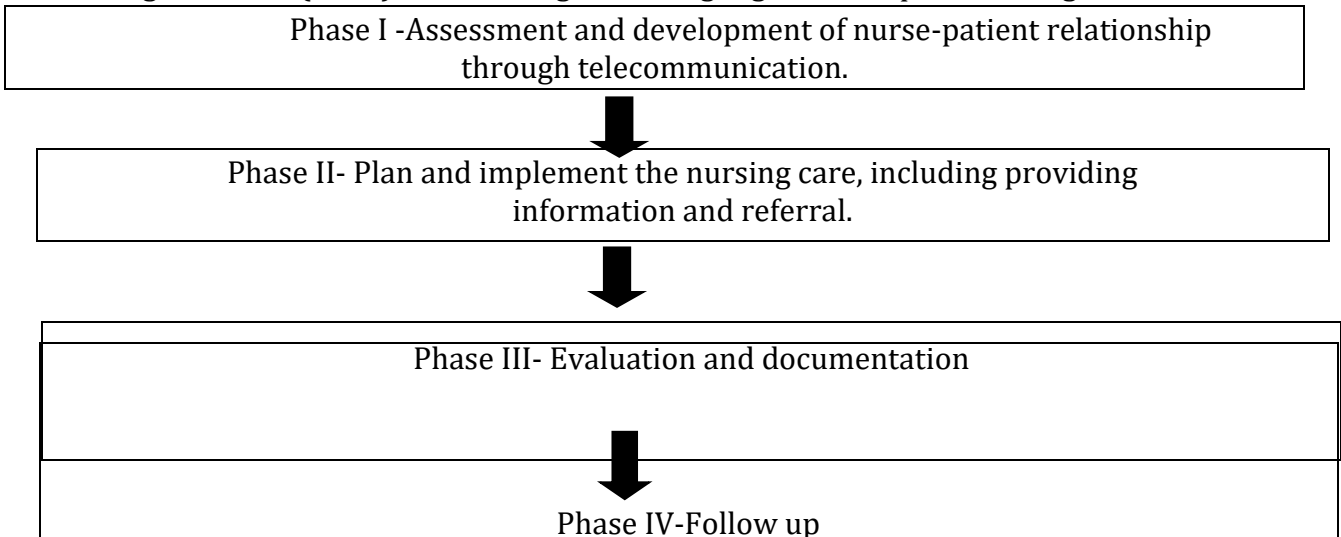 Phase I -Assessment and development of nurse-patient relationship
through telecommunication.
Phase II- Plan and implement the nursing care, including providing
information and referral.
Phase III- Evaluation and documentation
Phase IV-Follow up